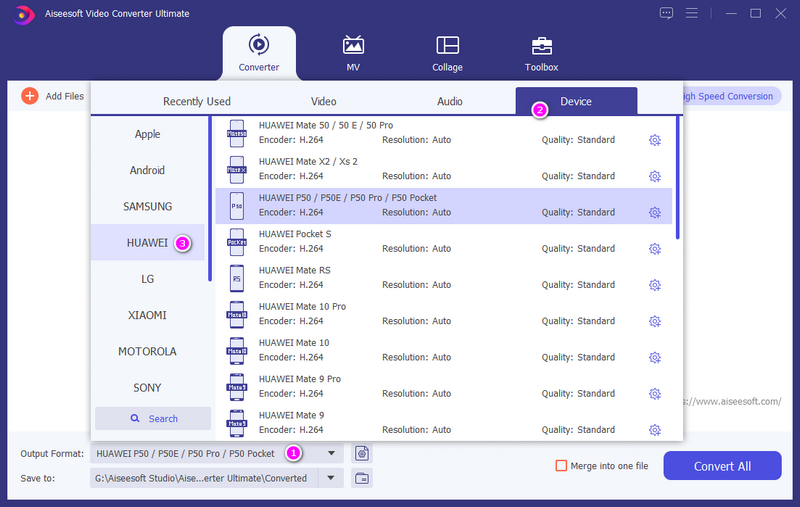 Aiseesoft Video Converter Ultimate
Converter
MV
Collage
Toolbox
Add Files
igh Speed Conversion
Recently Used
Video
Audio
Device
2
Apple
Android
SAMSUNG
HUAWEI
3
LG
XIAOMI
MOTOROLA
SONY
Search
Mate50
HUAWEI Mate 50 / 50 E / 50 Pro
Encoder: H.264 Resolution: Auto Quality: Standard
Mate X
HUAWEI Mate X2 / Xs 2
Encoder: H.264 Resolution: Auto Quality: Standard
P50
HUAWEI P50 / P50E / P50 Pro / P50 Pocket
Encoder: H.264 Resolution: Auto Quality: Standard
Pocket
HUAWEI Pocket S
Encoder: H.264 Resolution: Auto Quality: Standard
RS
HUAWEI Mate RS
Encoder: H.264 Resolution: Auto Quality: Standard
Mate10
HUAWEI Mate 10 Pro
Encoder: H.264 Resolution: Auto Quality: Standard
Mate10
HUAWEI Mate 10
Encoder: H.264 Resolution: Auto Quality: Standard
Mate9
HUAWEI Mate 9 Pro
Encoder: H.264 Resolution: Auto Quality: Standard
Mate9
HUAWEI Mate 9
Encoder: H.264 Resolution: Auto Quality: Standard
s://www.aiseesoft.com/
Output Format: HUAWEI P50 / P50E / P50 Pro / P50 Pocket
1
Save to: G:\Aiseesoft Studio\Aise...erter Ultimate\Converted
Merge into one file
Convert All